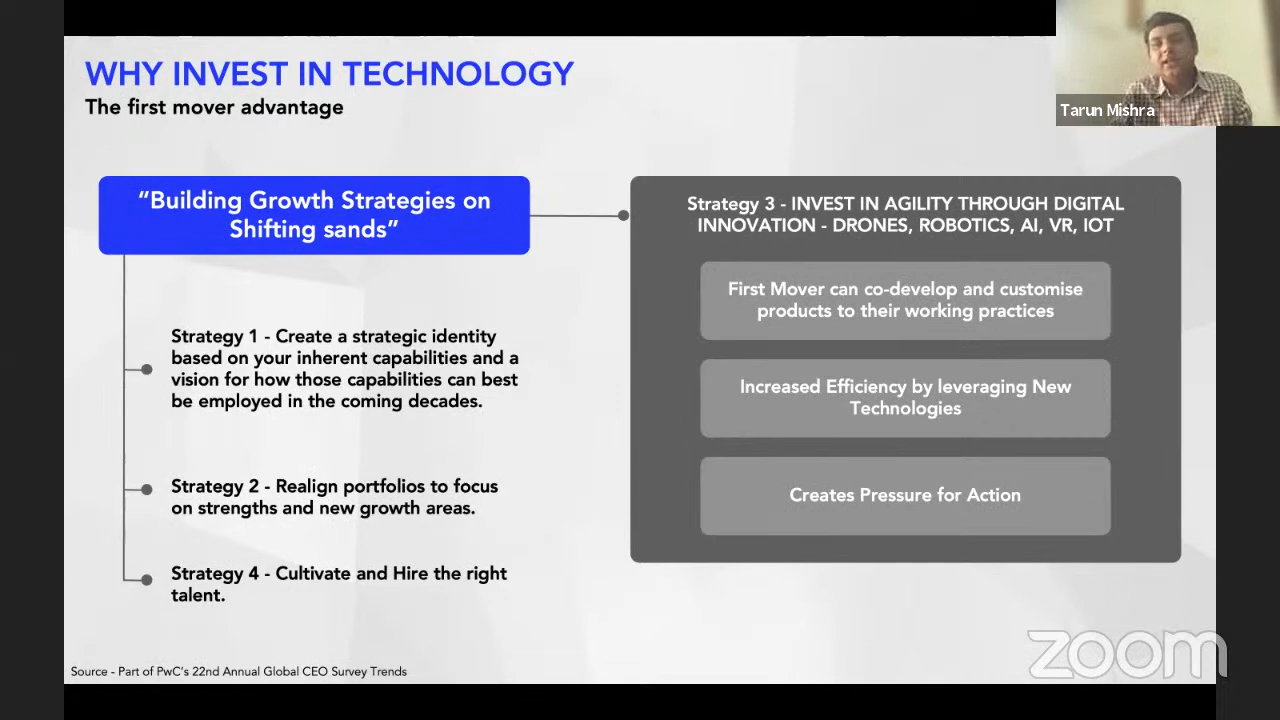 WHY INVEST IN TECHNOLOGY
The first mover advantage
Tarun Mishra
“Building Growth Strategies on
Shifting sands”
Strategy 1 - Create a strategic identity
based on your inherent capabilities and a
vision for how those capabilities can best
be employed in the coming decades.
Strategy 2 - Realign portfolios to focus
on strengths and new growth areas.
Strategy 4 - Cultivate and Hire the right
talent.
Strategy 3 - INVEST IN AGILITY THROUGH DIGITAL
INNOVATION - DRONES, ROBOTICS, AI, VR, IOT
First Mover can co-develop and customise
products to their working practices
Increased Efficiency by leveraging New
Technologies
Creates Pressure for Action
Source - Part of PwC's 22nd Annual Global CEO Survey Trends
zoom